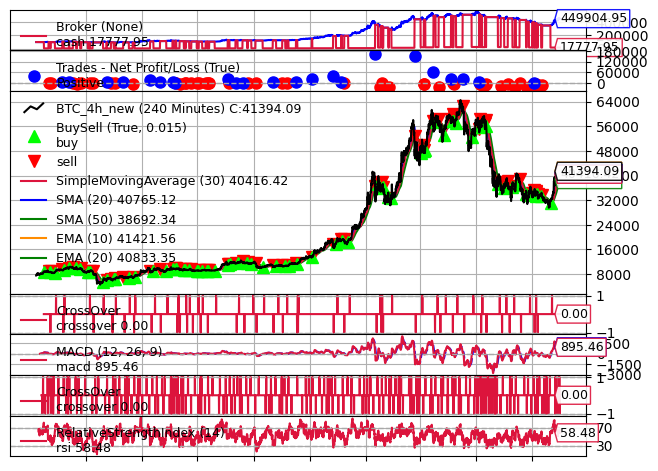 Broker (None)
cash 17777.95
449904.95
200000
17777.95
Trades - Net Profit/Loss (True)
180000
120000
60000
0
BTC_4h_new (240 Minutes) C:41394.09
BuySell (True, 0.015)
buy
sell
SimpleMovingAverage (30) 40416.42
SMA (20) 40765.12
SMA (50) 38692.34
EMA (10) 41421.56
EMA (20) 40833.35
64000
56000
48000
41394.09
32000
24000
16000
8000
CrossOver
crossover 0.00
1
0.00
−1
MACD (12, 26, 9)
macd 895.46
895.46
−1500
−3000
CrossOver
crossover 0.00
1
0.00
−1
RelativeStrengthIndex (14)
rsi 58.48
70
58.48
30